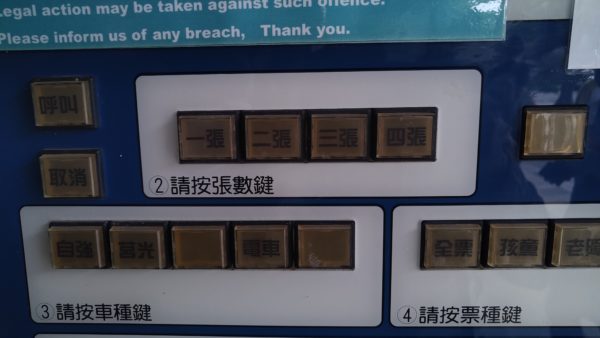 Legal action may be taken against such offence.
Please inform us of any breach, Thank you.
呼叫
取消
一張 二張 三張 四張
②請按張數鍵
自強 莒光 電車
③請按車種鍵
全票 孩童
④請按票種鍵